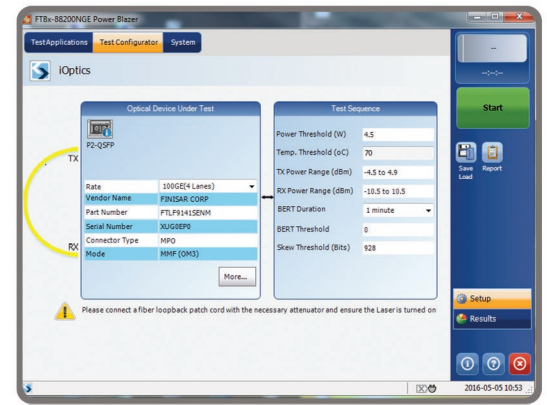 FTBx-88200NGE Power Blazer
TestApplications
Test Configurator
System
--
--:--:--
iOptics
Start
Save
Load
Report
Optical Device Under Test
P2-QSFP
TX
RX
Rate 100GE(4 Lanes)
Vendor Name FINISAR CORP
Part Number FTLF9141SENM
Serial Number XUG0EP0
Connector Type MPO
Mode MMF (OM3)
More...
Test Sequence
Power Threshold (W) 4.5
Temp. Threshold (oC) 70
TX Power Range (dBm) -4.5 to 4.9
RX Power Range (dBm) -10.5 to 10.5
BERT Duration 1 minute
BERT Threshold 0
Skew Threshold (Bits) 928
Please connect a fiber loopback patch cord with the necessary attenuator and ensure the Laser is turned on
Setup
Results
2016-05-05 10:53